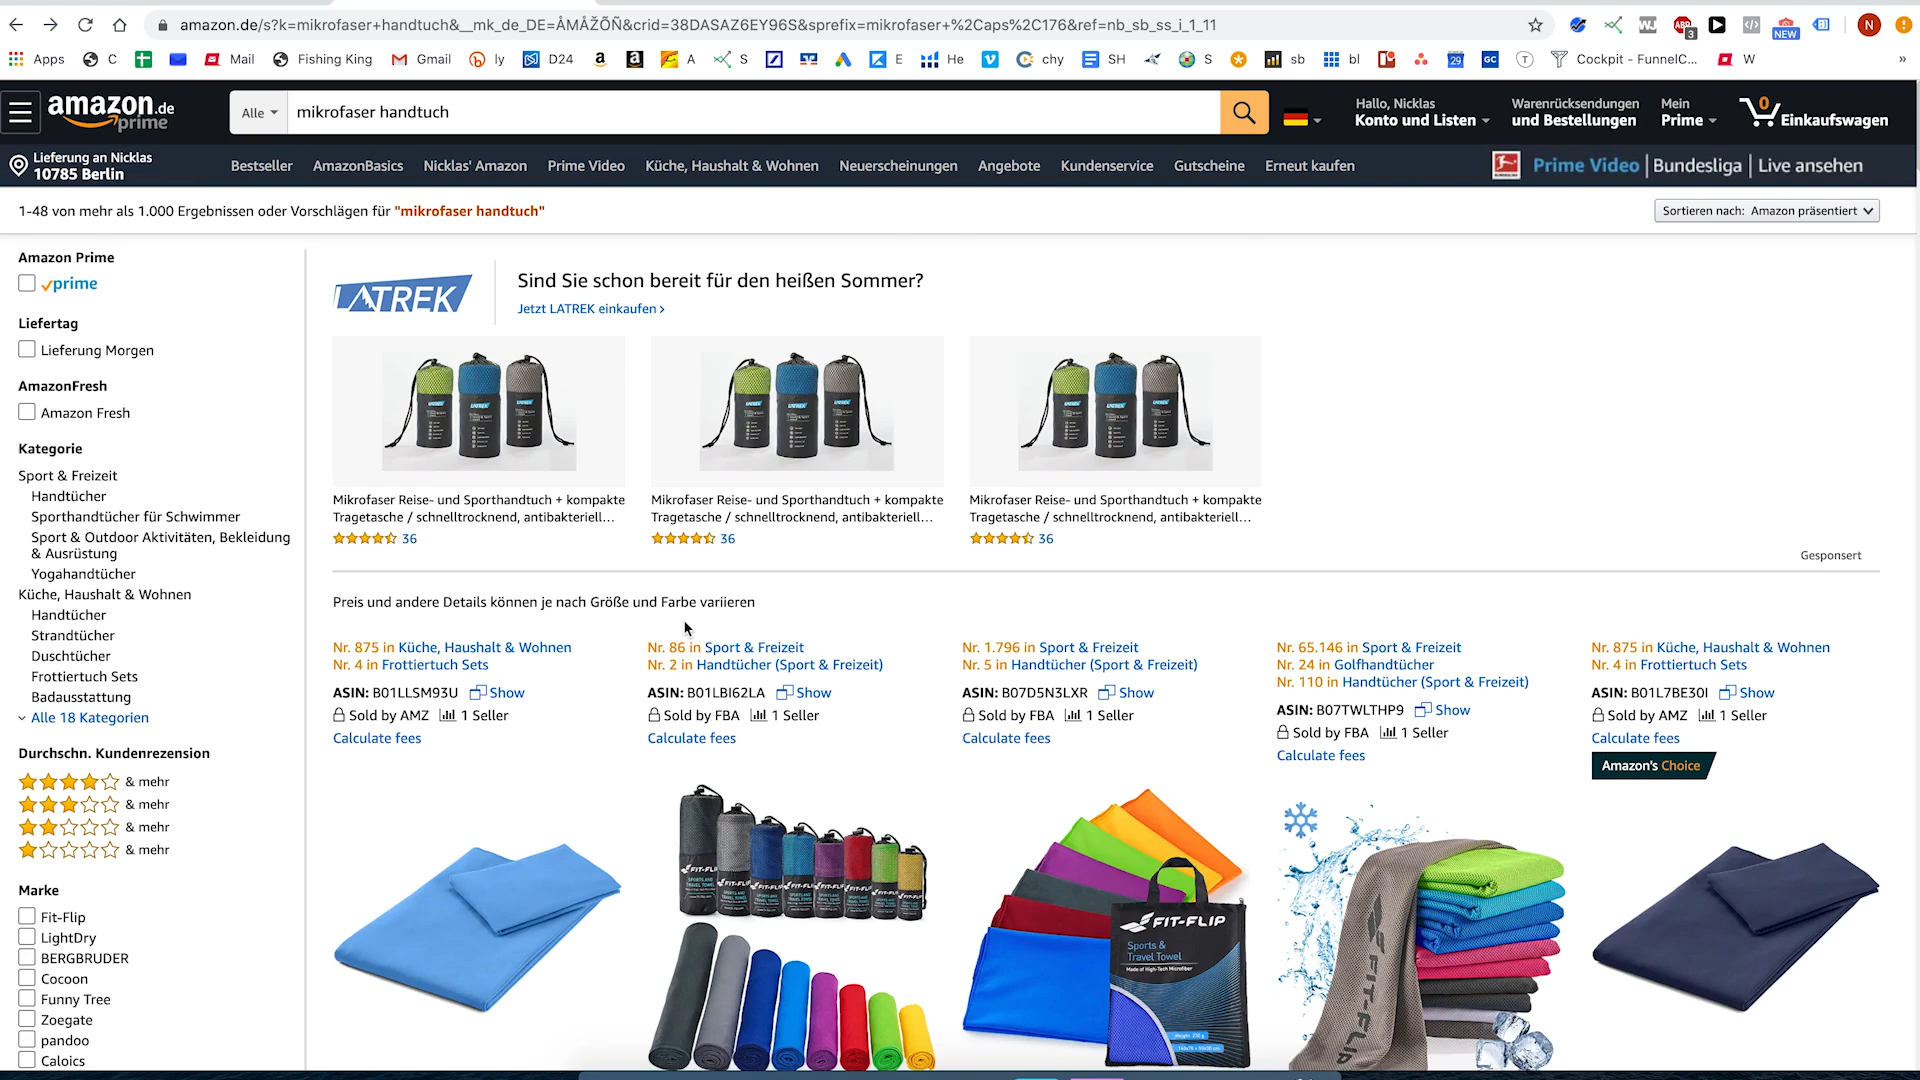 amazon.de/s?k=mikrofaser+handtuch&__mk_de_DE=ÅMÅŽÕÑ&crid=38DASAZ6EY96S&sprefix=mikrofaser+%2Caps%2C176&ref=nb_sb_ss_i_1_11
ABP
3
NEW
N
Apps
C
Mail
Fishing King
Gmail
ly
D24
A
S
E
He
chy
SH
S
sb
bl
29
GC
T
Cockpit - FunnelC...
W
»
amazon.de
prime
Alle
mikrofaser handtuch
Hallo, Nicklas
Konto und Listen
Warenrücksendungen
und Bestellungen
Mein
Prime
0
Einkaufswagen
Lieferung an Nicklas
10785 Berlin
Bestseller
AmazonBasics
Nicklas' Amazon
Prime Video
Küche, Haushalt & Wohnen
Neuerscheinungen
Angebote
Kundenservice
Gutscheine
Erneut kaufen
Prime Video | Bundesliga | Live ansehen
1-48 von mehr als 1.000 Ergebnissen oder Vorschlägen für "mikrofaser handtuch"
Sortieren nach: Amazon präsentiert
Amazon Prime
prime
Liefertag
Lieferung Morgen
AmazonFresh
Amazon Fresh
Kategorie
Sport & Freizeit
Handtücher
Sporthandtücher für Schwimmer
Sport & Outdoor Aktivitäten, Bekleidung
& Ausrüstung
Yogahandtücher
Küche, Haushalt & Wohnen
Handtücher
Strandtücher
Duschtücher
Frottiertuch Sets
Badausstattung
Alle 18 Kategorien
Durchschn. Kundenrezension
& mehr
& mehr
& mehr
& mehr
Marke
Fit-Flip
LightDry
BERGBRUDER
Cocoon
Funny Tree
Zoegate
pandoo
Caloics
LATREK
Sind Sie schon bereit für den heißen Sommer?
Jetzt LATREK einkaufen ›
Mikrofaser Reise- und Sporthandtuch + kompakte
Tragetasche / schnelltrocknend, antibakteriell...
36
Mikrofaser Reise- und Sporthandtuch + kompakte
Tragetasche / schnelltrocknend, antibakteriell...
36
Mikrofaser Reise- und Sporthandtuch + kompakte
Tragetasche / schnelltrocknend, antibakteriell...
36
Gesponsert
Preis und andere Details können je nach Größe und Farbe variieren
Nr. 875 in Küche, Haushalt & Wohnen
Nr. 4 in Frottiertuch Sets
ASIN: B01LLSM93U Show
Sold by AMZ 1 Seller
Calculate fees
Nr. 86 in Sport & Freizeit
Nr. 2 in Handtücher (Sport & Freizeit)
ASIN: B01LBI62LA Show
Sold by FBA 1 Seller
Calculate fees
Nr. 1.796 in Sport & Freizeit
Nr. 5 in Handtücher (Sport & Freizeit)
ASIN: B07D5N3LXR Show
Sold by FBA 1 Seller
Calculate fees
FIT-FLIP
Sports &
Travel Towel
Made of High-Tech Microfiber
Nr. 65.146 in Sport & Freizeit
Nr. 24 in Golfhandtücher
Nr. 110 in Handtücher (Sport & Freizeit)
ASIN: B07TWLTHP9 Show
Sold by FBA 1 Seller
Calculate fees
FIT-FLIP
Nr. 875 in Küche, Haushalt & Wohnen
Nr. 4 in Frottiertuch Sets
ASIN: B01L7BE30I Show
Sold by AMZ 1 Seller
Calculate fees
Amazon's Choice